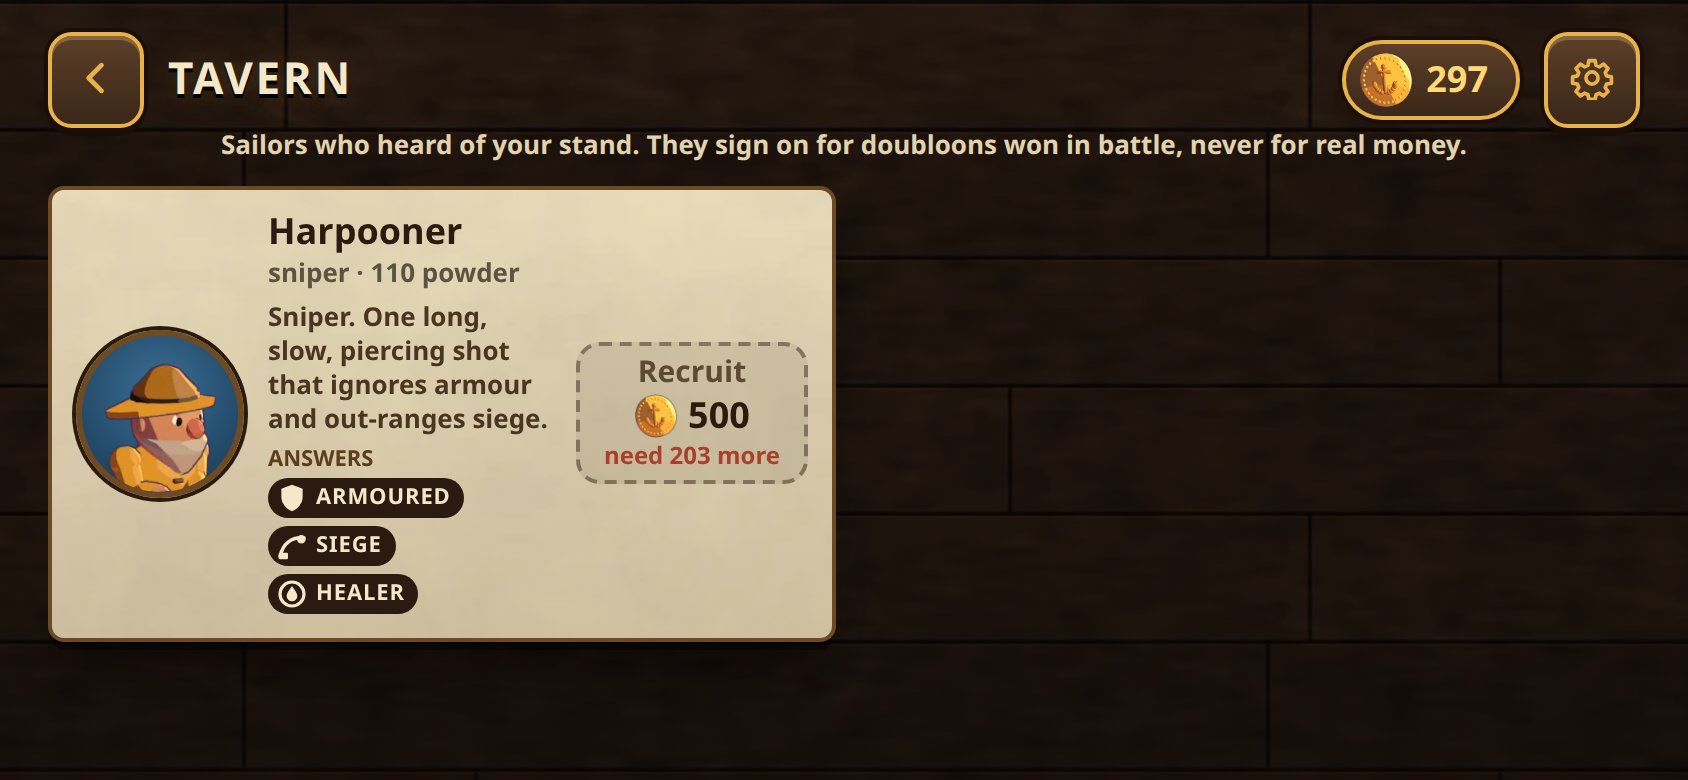 TAVERN
297
Sailors who heard of your stand. They sign on for doubloons won in battle, never for real money.
Harpooner
sniper · 110 powder
Sniper. One long,
slow, piercing shot
that ignores armour
and out-ranges siege.
ANSWERS
ARMOURED
SIEGE
HEALER
Recruit
500
need 203 more